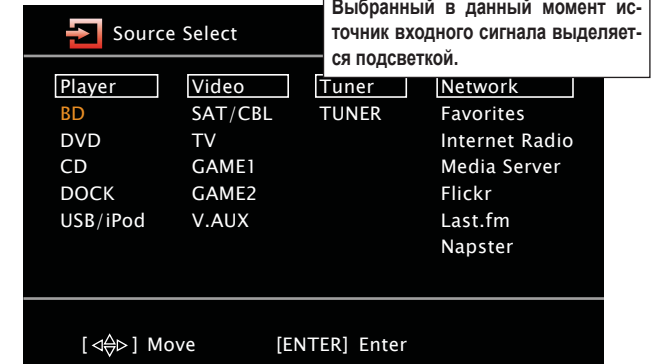 Выбранный в данный момент ис-
точник входного сигнала выделяет-
ся подсветкой.
Source Select
Player Video Tuner Network
BD SAT/CBL TUNER Favorites
DVD TV Internet Radio
CD GAME1 Media Server
DOCK GAME2 Flickr
USB/iPod V.AUX Last.fm
Napster
[ ] Move [ENTER] Enter